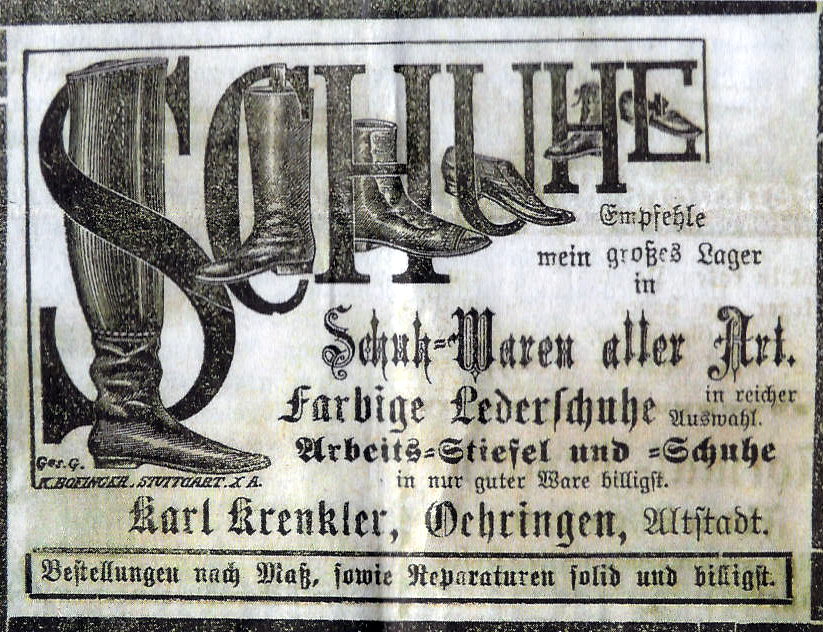 SCHUHE
Empfehle
mein großes Lager
in
Schuh-Waren aller Art.
Farbige Lederschuhe in reicher
Auswahl.
Arbeits-Stiefel und -Schuhe
in nur guter Ware billigst.
Ges. G.
K. BOFINGER. STUTTGART. X A.
Karl Krenkler, Oehringen, Altstadt.
Bestellungen nach Maß, sowie Reparaturen solid und billigst.